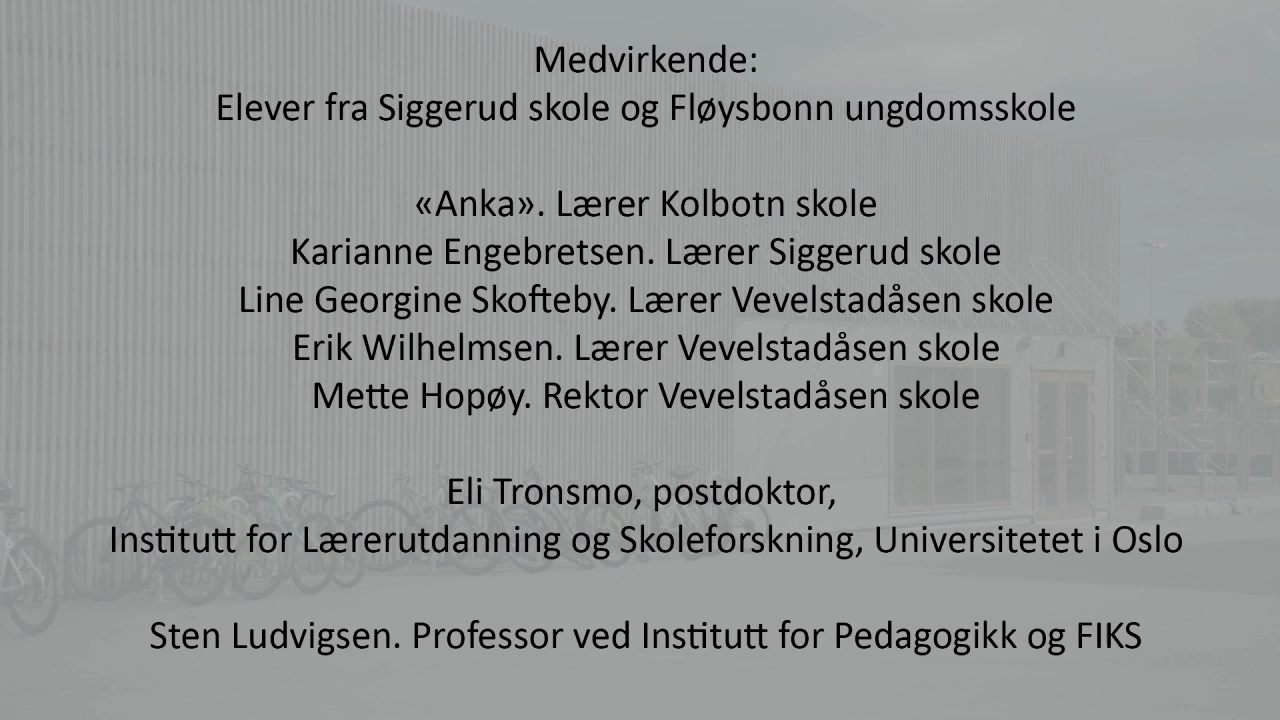 Medvirkende:
Elever fra Siggerud skole og Fløysbonn ungdomsskole
«Anka». Lærer Kolbotn skole
Karianne Engebretsen. Lærer Siggerud skole
Line Georgine Skofteby. Lærer Vevelstadåsen skole
Erik Wilhelmsen. Lærer Vevelstadåsen skole
Mette Hopøy. Rektor Vevelstadåsen skole
Eli Tronsmo, postdoktor,
Institutt for Lærerutdanning og Skoleforskning, Universitetet i Oslo
Sten Ludvigsen. Professor ved Institutt for Pedagogikk og FIKS